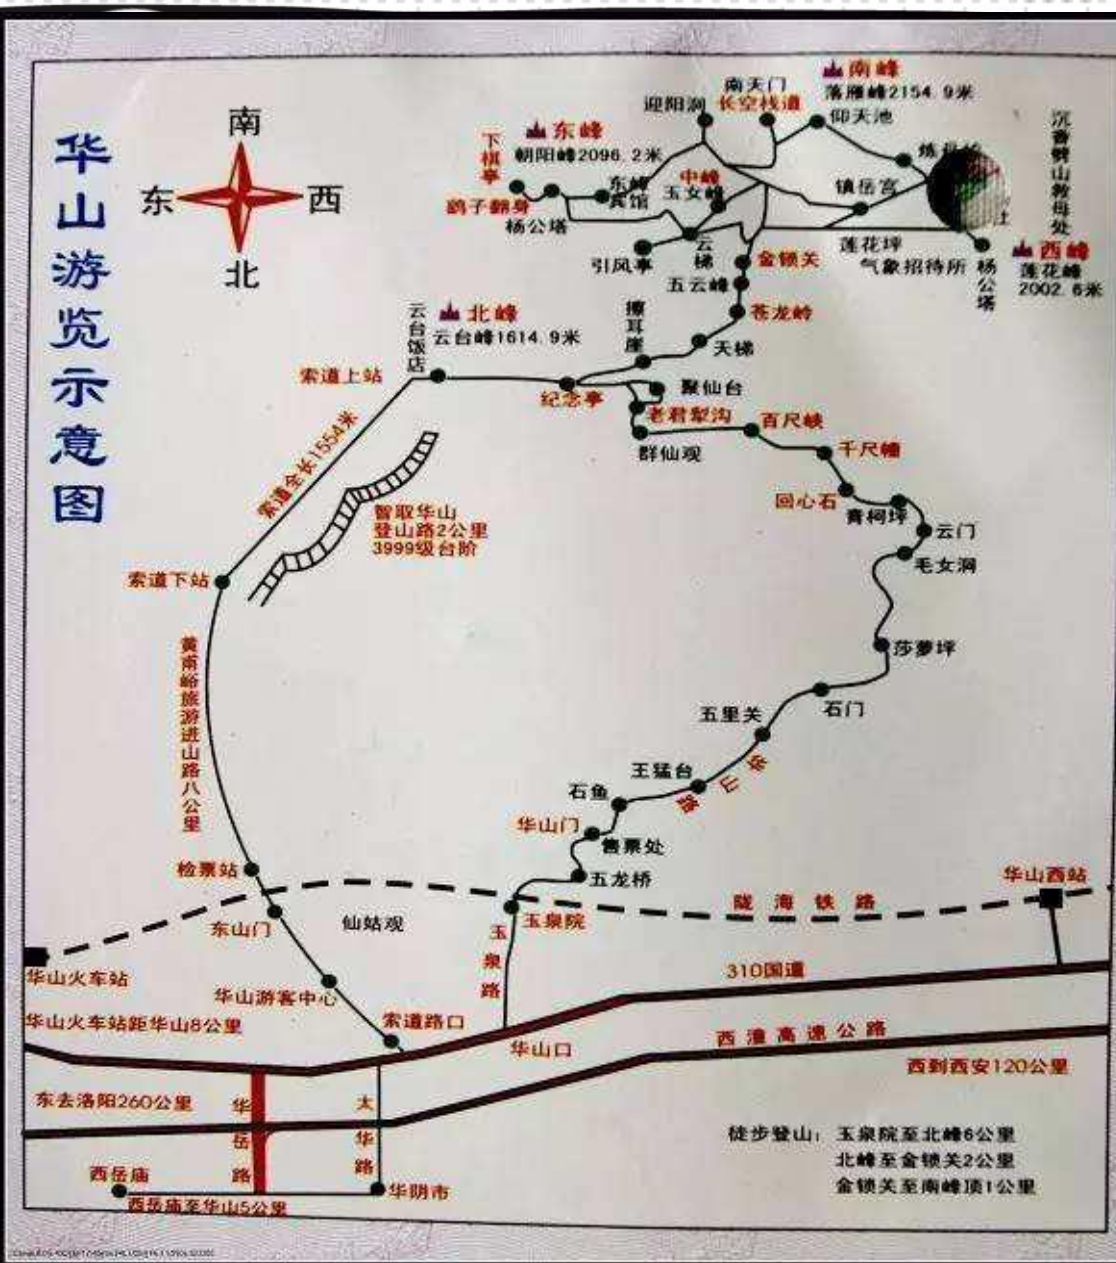 华山游览示意图
南
东
西
北
南天门
南峰
迎阳洞
长空栈道
落雁峰2154.9米
仰天池
下棋亭
东峰
朝阳峰2096.2米
中峰
玉女峰
镇岳宫
东峰
宾馆
鹞子翻身
杨公塔
引风亭
云梯
金锁关
莲花坪
气象招待所
杨公塔
西峰
莲花峰
2002.6米
五云峰
苍龙岭
擦耳崖
天梯
云台饭店
北峰
云台峰1614.9米
索道上站
纪念亭
聚仙台
老君犁沟
群仙观
百尺峡
千尺幢
回心石
青柯坪
云门
毛女洞
索道全长1554米
智取华山
登山路2公里
3999级台阶
索道下站
莎萝坪
黄甫峪旅游进山路八公里
石门
五里关
王猛台
华山路
石鱼
华山门
售票处
检票站
五龙桥
华山西站
陇海铁路
东山门
仙姑观
玉泉院
玉泉路
华山火车站
310国道
华山游客中心
华山火车站距华山8公里
索道路口
华山口
西潼高速公路
西到西安120公里
东去洛阳260公里
华岳路
太华路
徒步登山：玉泉院至北峰6公里
北峰至金锁关2公里
金锁关至南峰顶1公里
西岳庙
华阴市
西岳庙至华山5公里